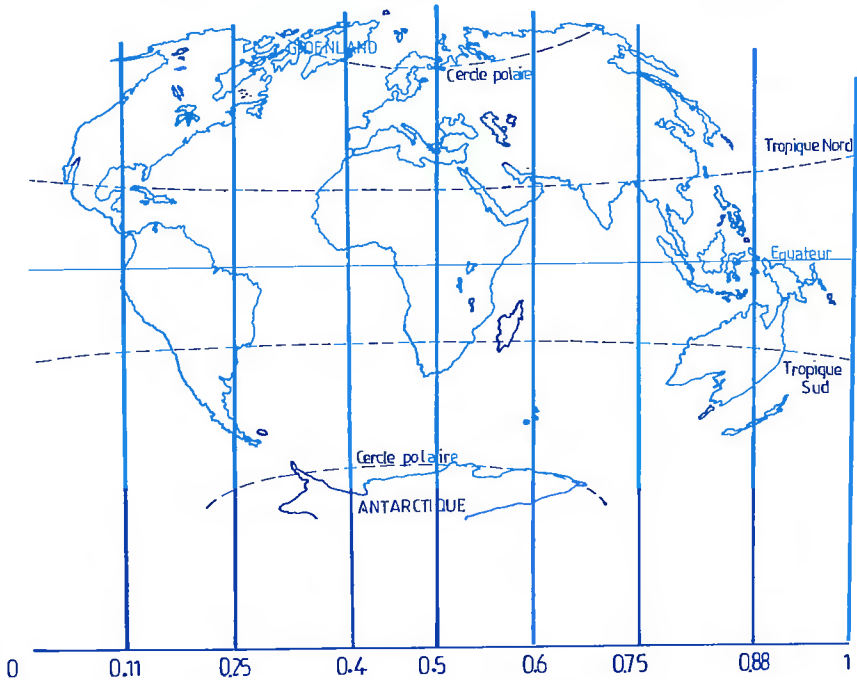 GROENLAND
Cercle polaire
Tropique Nord
Equateur
Tropique
Sud
Cercle polaire
ANTARCTIQUE
0 0.11 0.25 0.4 0.5 0.6 0.75 0.88 1